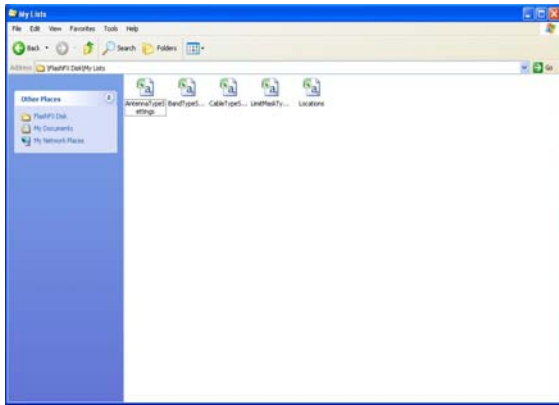 My Lists
File Edit View Favorites Tools Help
Back Search Folders
Address \FlashFX Disk\My Lists Go
Other Places
FlashFX Disk
My Documents
My Network Places
AntennaTypeS
ettings
BandTypeS...
CableTypeS...
LimitMaskTy...
Locations